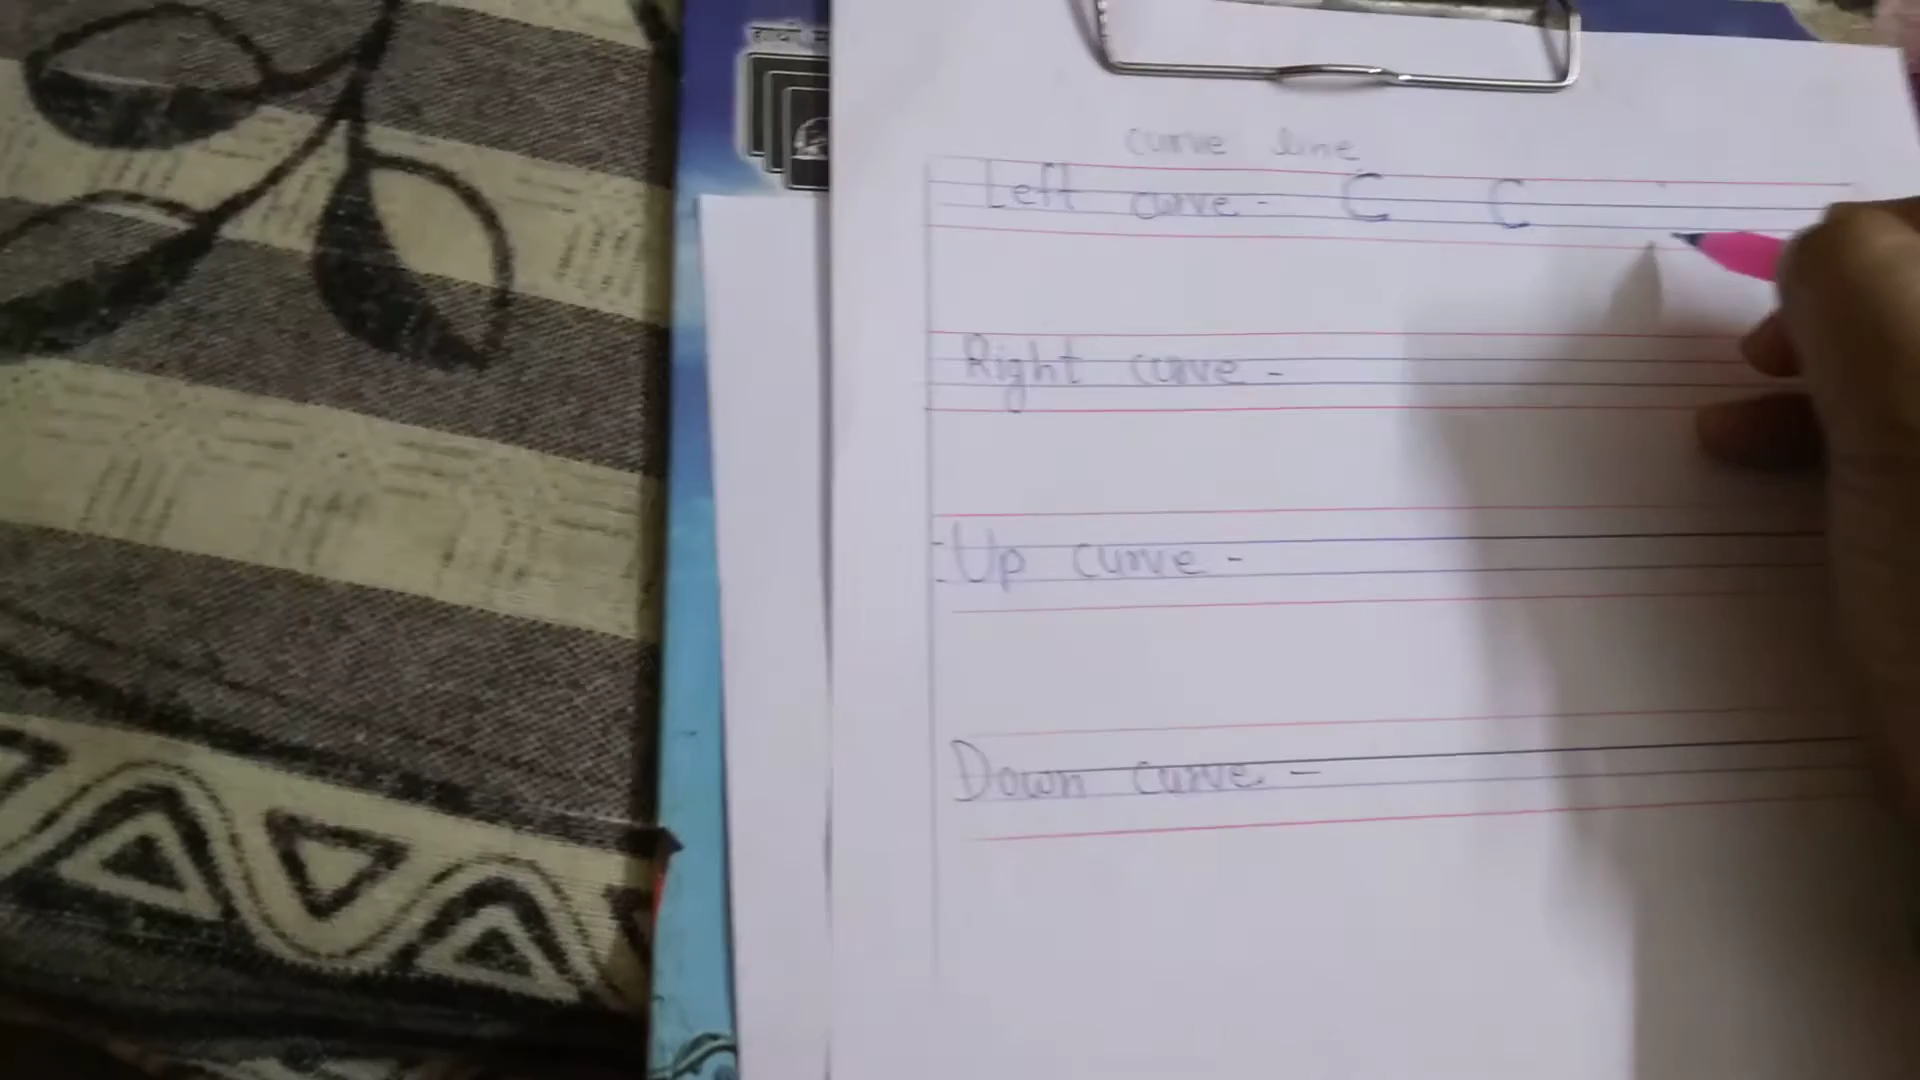 curve line
Left curve - C C
Right curve -
Up curve -
Down curve. -